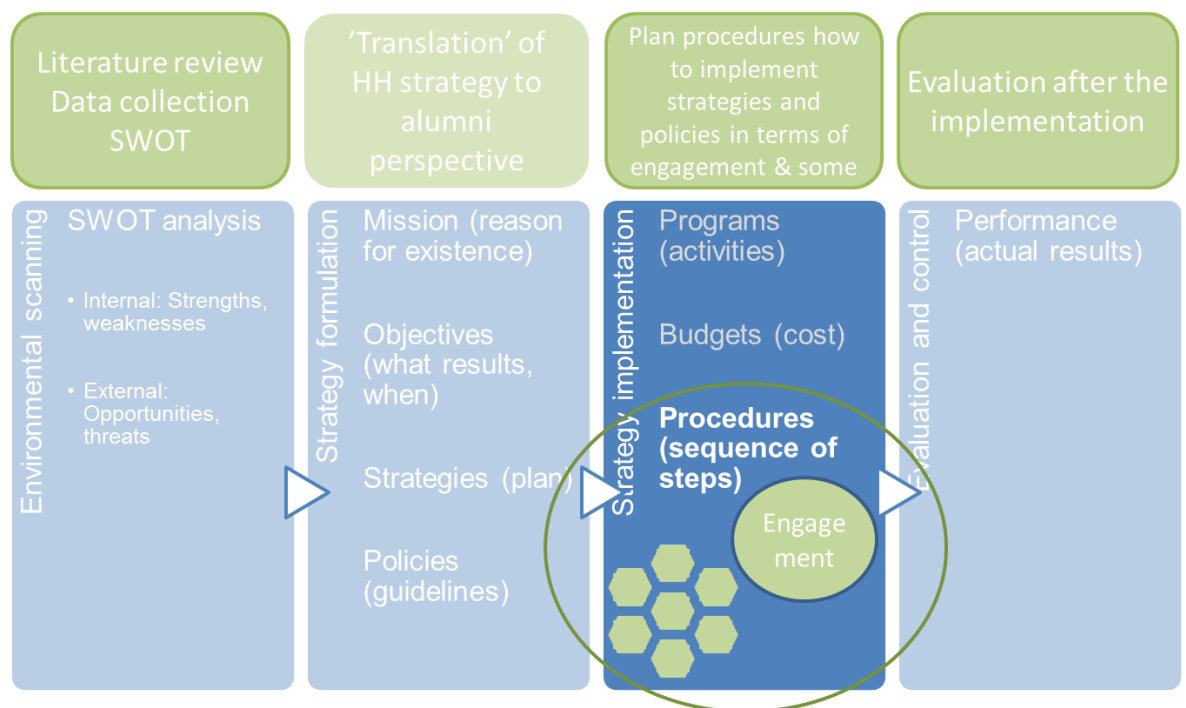 Literature review
Data collection
SWOT
’Translation’ of
HH strategy to
alumni
perspective
Plan procedures how
to implement
strategies and
policies in terms of
engagement & some
Evaluation after the
implementation
Environmental scanning
SWOT analysis
• Internal: Strengths,
weaknesses
• External:
Opportunities,
threats
Strategy formulation
Mission (reason
for existence)
Objectives
(what results,
when)
Strategies (plan)
Policies
(guidelines)
Strategy implementation
Programs
(activities)
Budgets (cost)
Procedures
(sequence of
steps)
Engage
ment
Evaluation and control
Performance
(actual results)